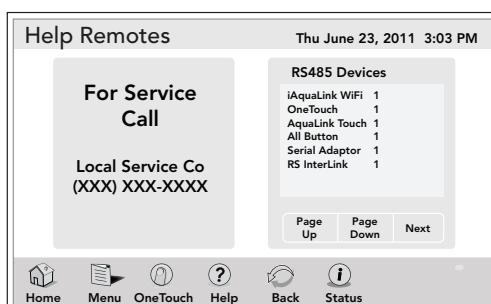 Help Remotes
Thu June 23, 2011 3:03 PM
For Service
Call
Local Service Co
(XXX) XXX-XXXX
RS485 Devices
iAquaLink WiFi 1
OneTouch 1
AquaLink Touch 1
All Button 1
Serial Adaptor 1
RS InterLink 1
Page
Up
Page
Down
Next
?
i
Home Menu OneTouch Help Back Status